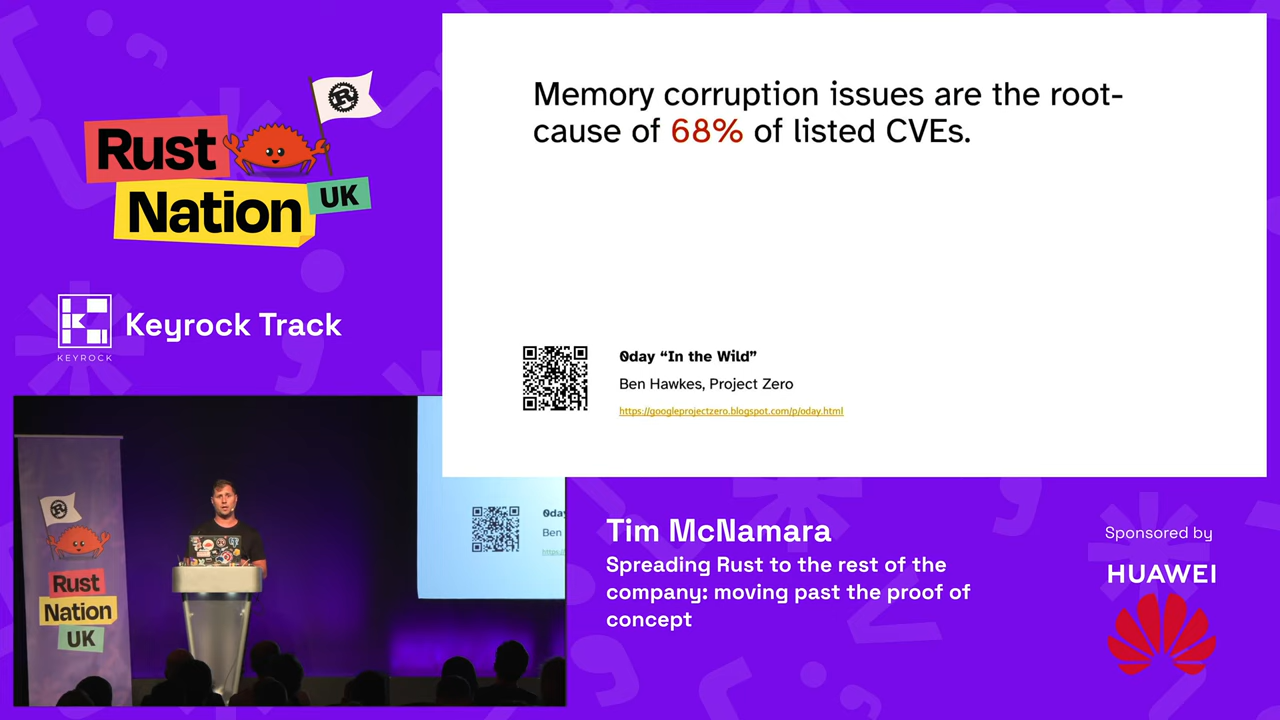 Rust
Nation
UK
KEYROCK
Keyrock Track
Memory corruption issues are the root-
cause of 68% of listed CVEs.
0day “In the Wild”
Ben Hawkes, Project Zero
https://googleprojectzero.blogspot.com/p/0day.html
Rust
Nation
UK
0day
Ben
Tim McNamara
Spreading Rust to the rest of the
company: moving past the proof of
concept
Sponsored by
HUAWEI